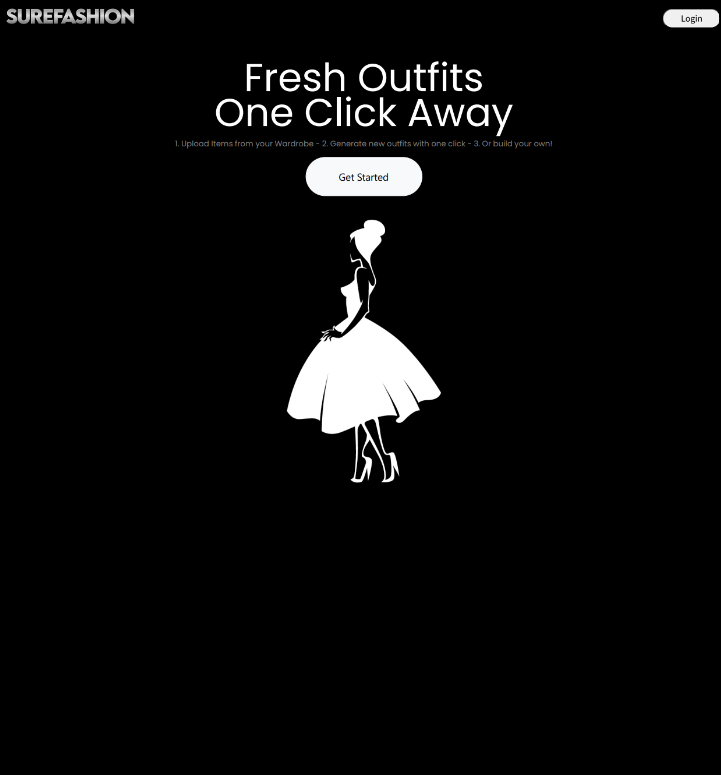 SUREFASHION
Login
Fresh Outfits
One Click Away
1. Upload Items from your Wardrobe - 2. Generate new outfits with one click - 3. Or build your own!
Get Started